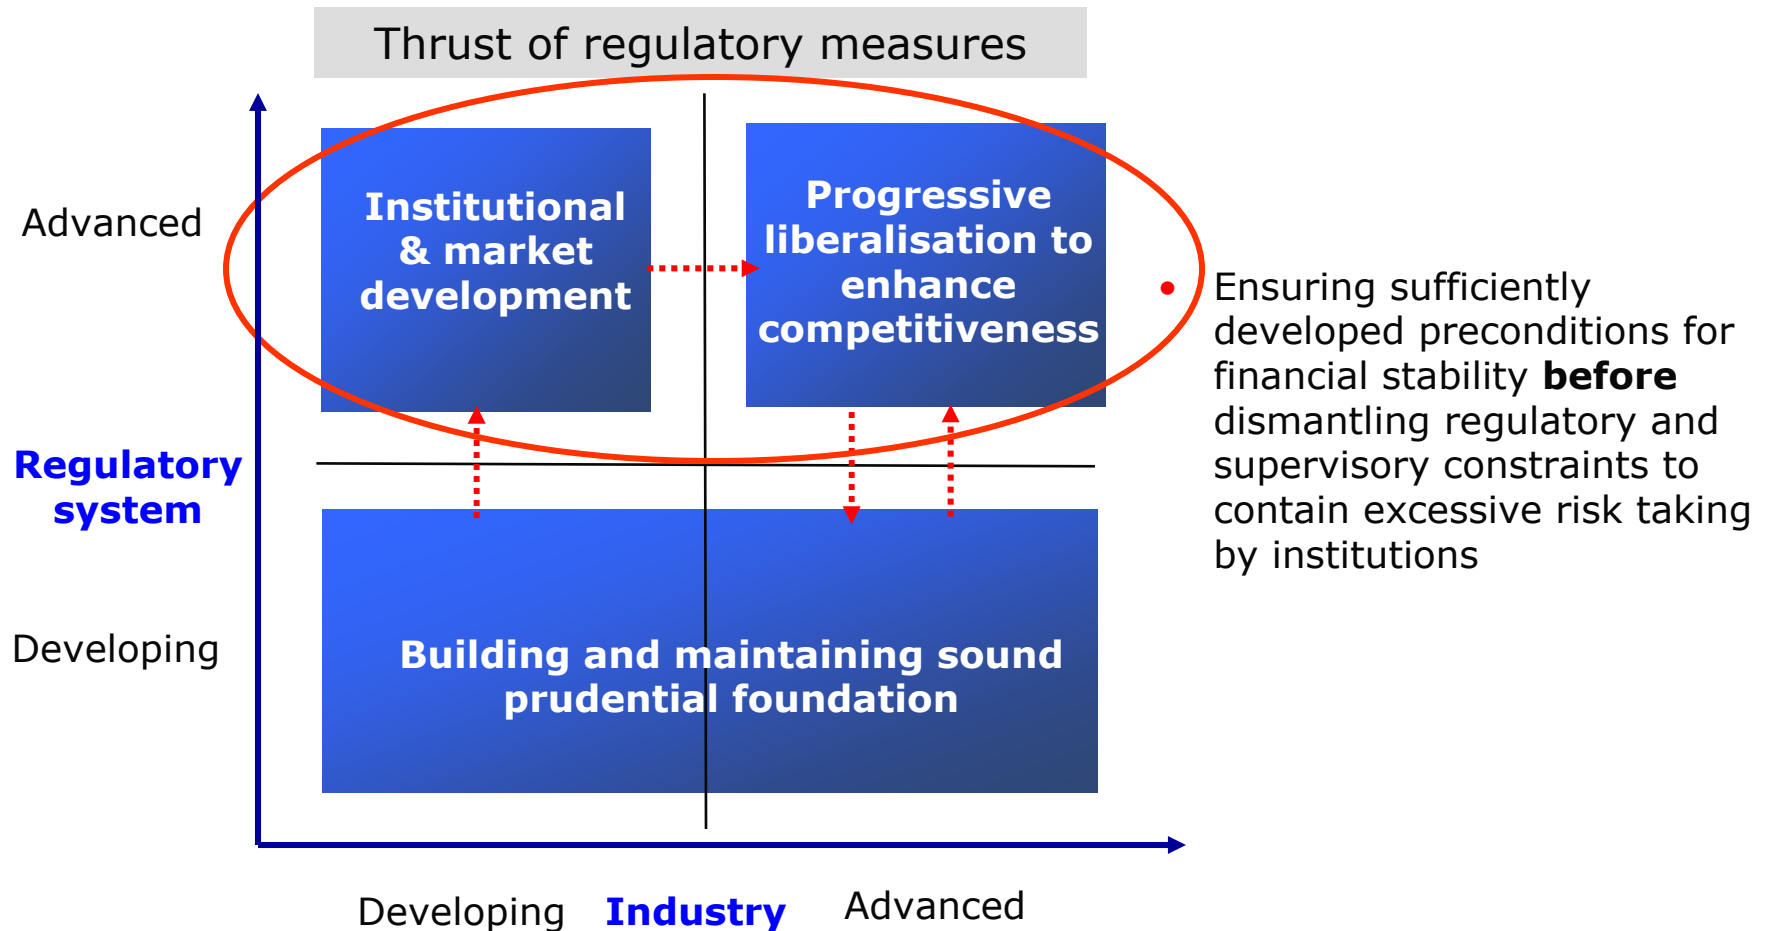 Thrust of regulatory measures
Advanced
Institutional
& market
development
Progressive
liberalisation to
enhance
competitiveness
• Ensuring sufficiently
developed preconditions for
financial stability before
dismantling regulatory and
supervisory constraints to
contain excessive risk taking
by institutions
Regulatory
system
Developing
Building and maintaining sound
prudential foundation
Developing
Industry
Advanced